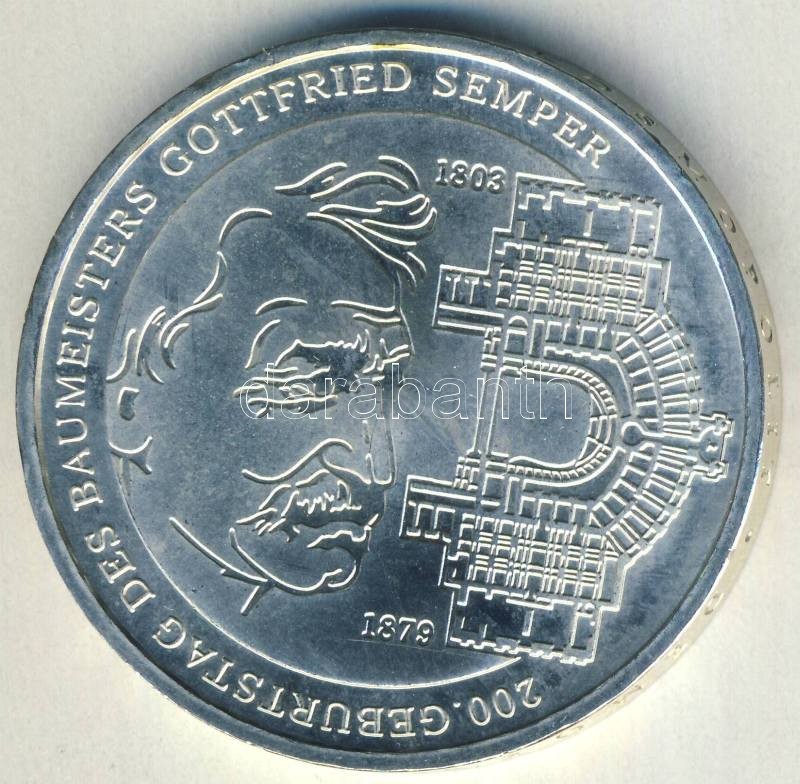 200. GEBURTSTAG DES BAUMEISTERS GOTTFRIED SEMPER
1803
1879
darabanth